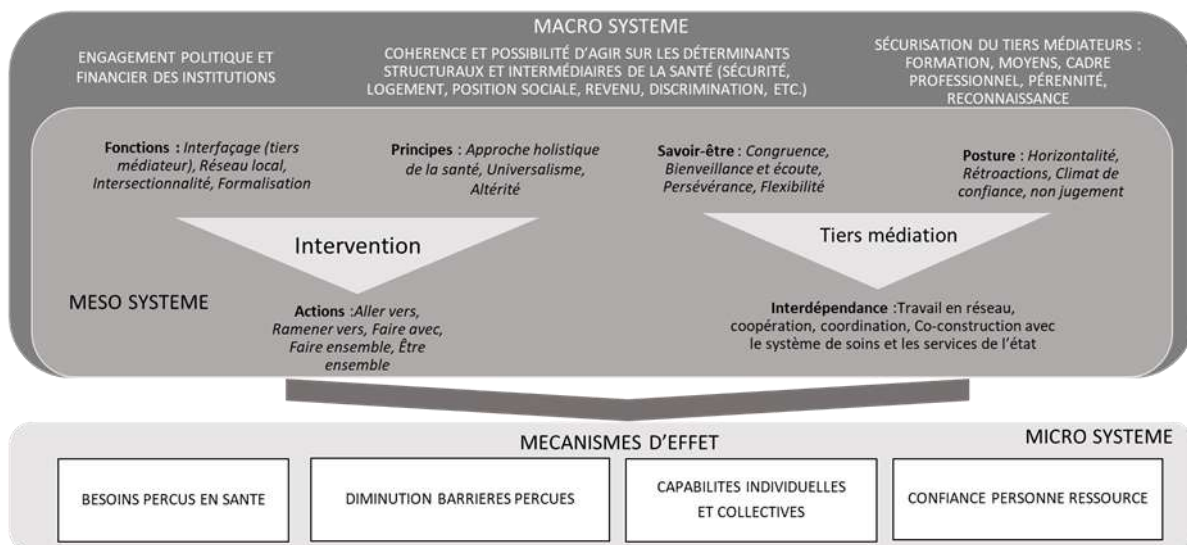 MACRO SYSTEME
ENGAGEMENT POLITIQUE ET
FINANCIER DES INSTITUTIONS
COHERENCE ET POSSIBILITÉ D'AGIR SUR LES DÉTERMINANTS
STRUCTURAUX ET INTERMÉDIAIRES DE LA SANTÉ (SÉCURITÉ,
LOGEMENT, POSITION SOCIALE, REVENU, DISCRIMINATION, ETC.)
SÉCURISATION DU TIERS MÉDIATEURS :
FORMATION, MOYENS, CADRE
PROFESSIONNEL, PÉRENNITÉ,
RECONNAISSANCE
Fonctions : Interfaçage (tiers
médiateur), Réseau local,
Intersectionnalité, Formalisation
Principes : Approche holistique
de la santé, Universalisme,
Altérité
Savoir-être : Congruence,
Bienveillance et écoute,
Persévérance, Flexibilité
Posture : Horizontalité,
Rétroactions, Climat de
confiance, non jugement
Intervention
Tiers médiation
MESO SYSTEME
Actions :Aller vers,
Ramener vers, Faire avec,
Faire ensemble, Être
ensemble
Interdépendance :Travail en réseau,
coopération, coordination, Co-construction avec
le système de soins et les services de l'état
MECANISMES D'EFFET
MICRO SYSTEME
BESOINS PERCUS EN SANTE
DIMINUTION BARRIERES PERCUES
CAPABILITES INDIVIDUELLES
ET COLLECTIVES
CONFIANCE PERSONNE RESSOURCE